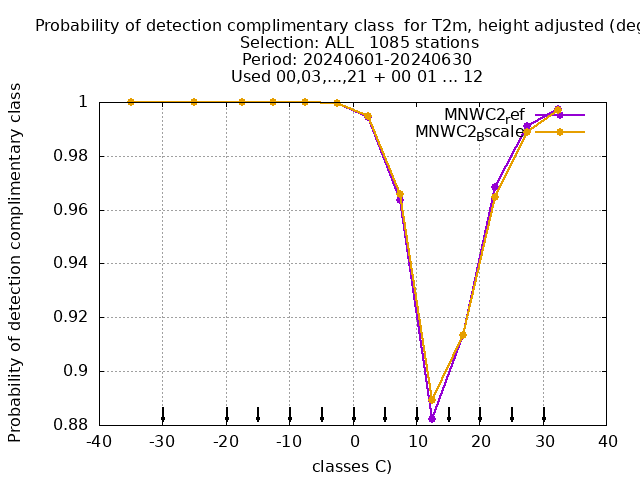 Probability of detection complimentary class  for T2m, height adjusted (deg
Selection: ALL   1085 stations
Period: 20240601-20240630
Used 00,03,...,21 + 00 01 ... 12
MNWC2_ref
MNWC2_Bscale
Probability of detection complimentary class
1
0.98
0.96
0.94
0.92
0.9
0.88
-40 -30 -20 -10 0 10 20 30 40
classes C)